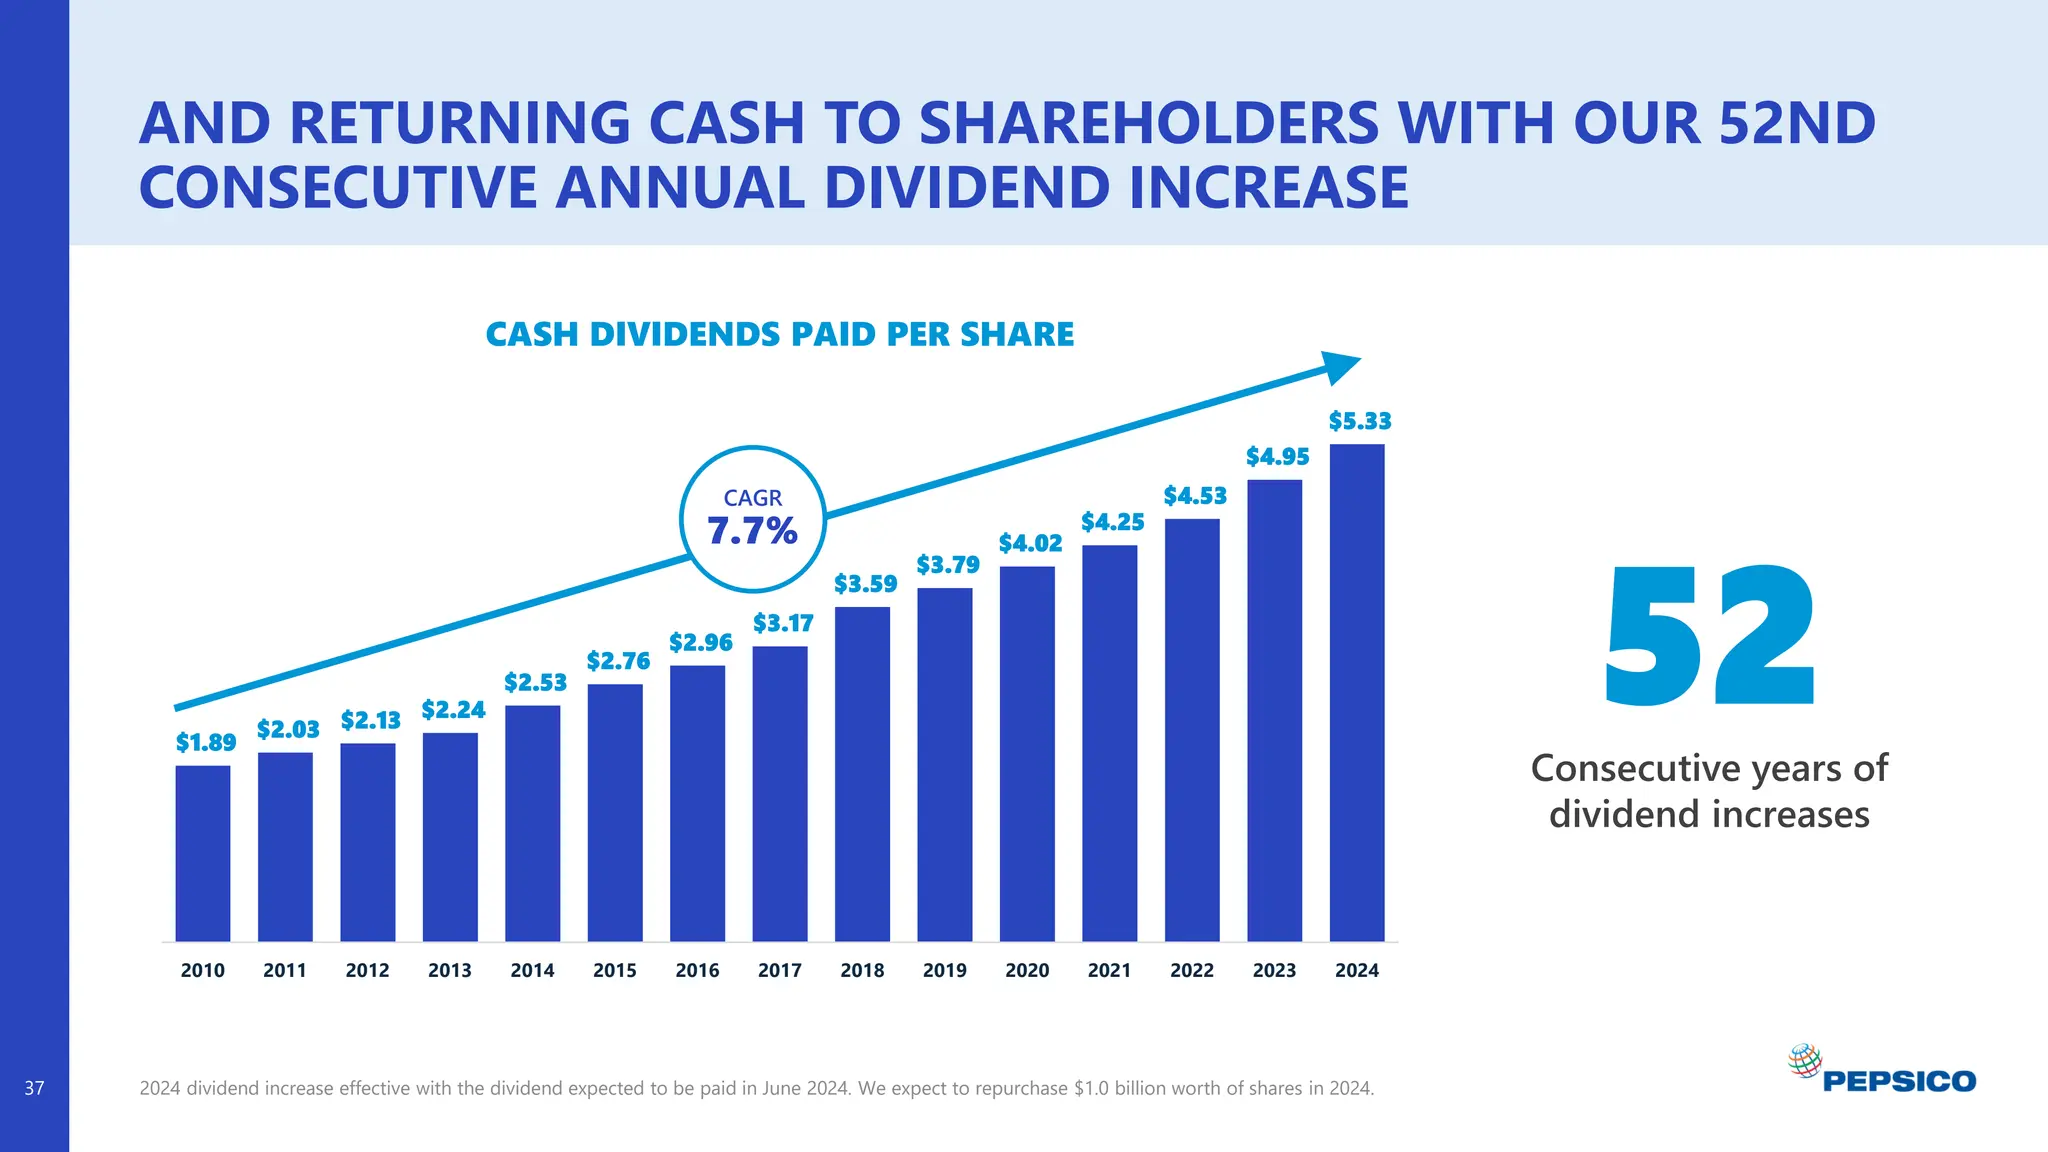 AND RETURNING CASH TO SHAREHOLDERS WITH OUR 52ND
CONSECUTIVE ANNUAL DIVIDEND INCREASE
CASH DIVIDENDS PAID PER SHARE
CAGR
7.7%
$1.89
$2.03
$2.13
$2.24
$2.53
$2.76
$2.96
$3.17
$3.59
$3.79
$4.02
$4.25
$4.53
$4.95
$5.33
2010 2011 2012 2013 2014 2015 2016 2017 2018 2019 2020 2021 2022 2023 2024
52
Consecutive years of
dividend increases
37
2024 dividend increase effective with the dividend expected to be paid in June 2024. We expect to repurchase $1.0 billion worth of shares in 2024.
PEPSICO